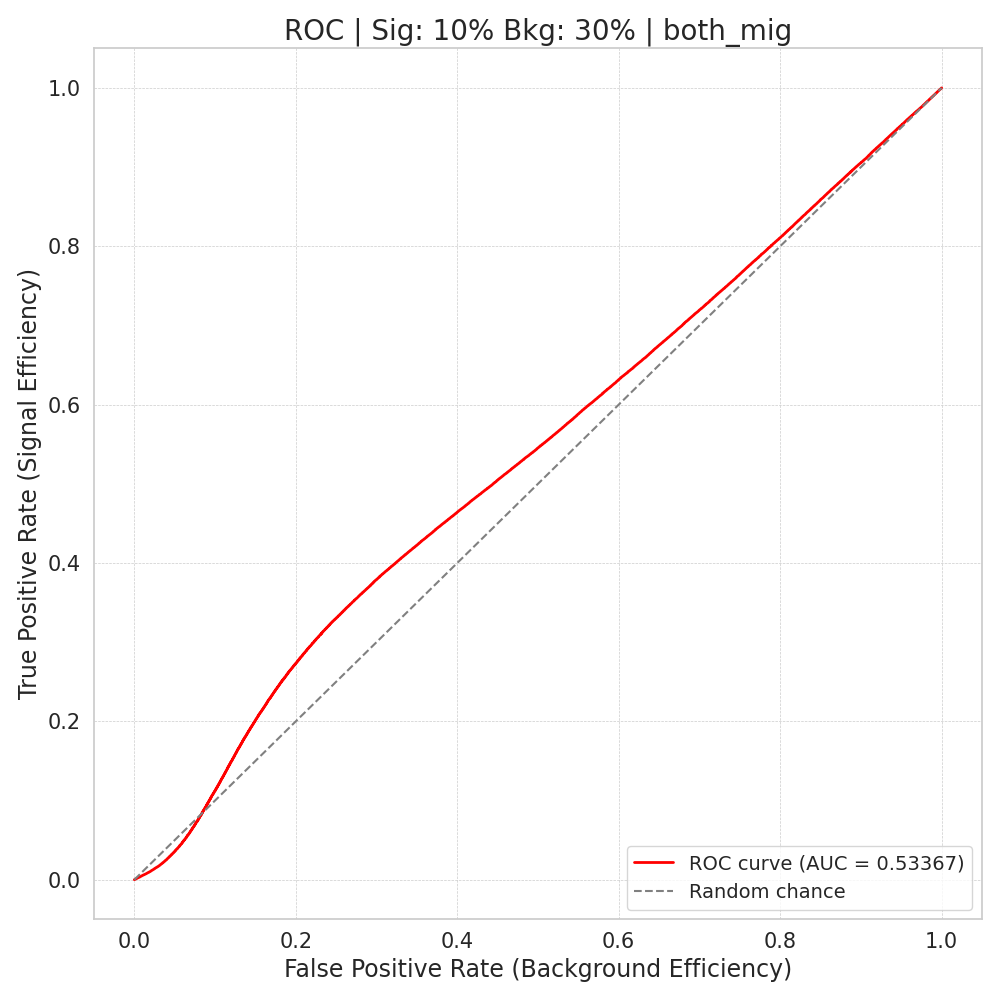 ROC | Sig: 10% Bkg: 30% | both_mig
True Positive Rate (Signal Efficiency)
1.0
0.8
0.6
0.4
0.2
0.0
ROC curve (AUC = 0.53367)
Random chance
0.0 0.2 0.4 0.6 0.8 1.0
False Positive Rate (Background Efficiency)